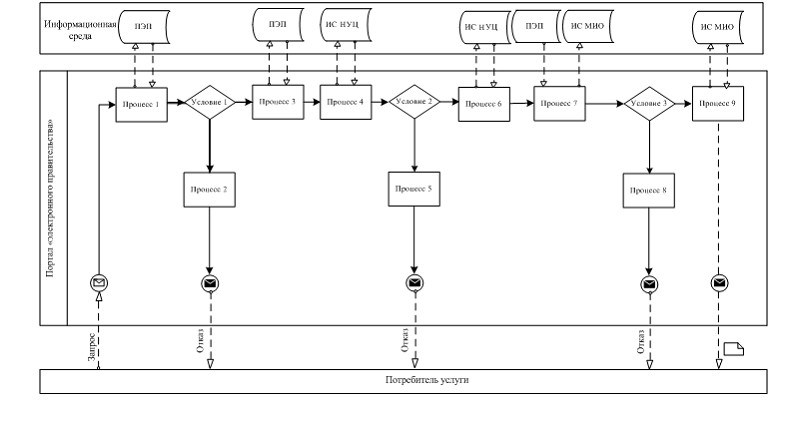 Информационная
среда
ПЭП
ПЭП
ИС НУЦ
ИС НУЦ
ПЭП
ИС МИО
ИС МИО
Портал «электронного правительства»
Процесс 1
Условие 1
Процесс 3
Процесс 4
Условие 2
Процесс 6
Процесс 7
Условие 3
Процесс 9
Процесс 2
Процесс 5
Процесс 8
Запрос
Отказ
Отказ
Отказ
Потребитель услуги